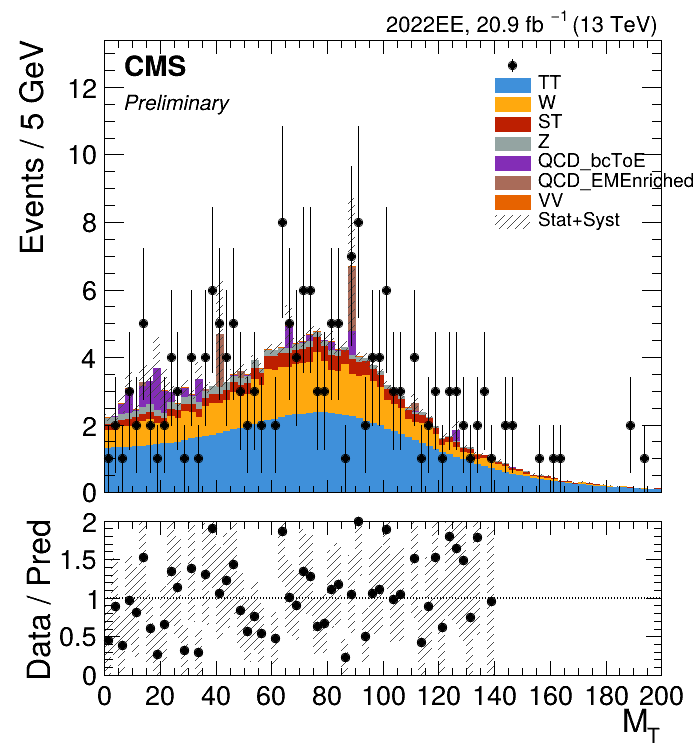 2022EE, 20.9 fb⁻¹ (13 TeV)
CMS
Preliminary
TT
W
ST
Z
QCD_bcToE
QCD_EMEnriched
VV
Stat+Syst
Events / 5 GeV
12
10
8
6
4
2
0
Data / Pred
2
1.5
1
0.5
0
0 20 40 60 80 100 120 140 160 180 200
M_T